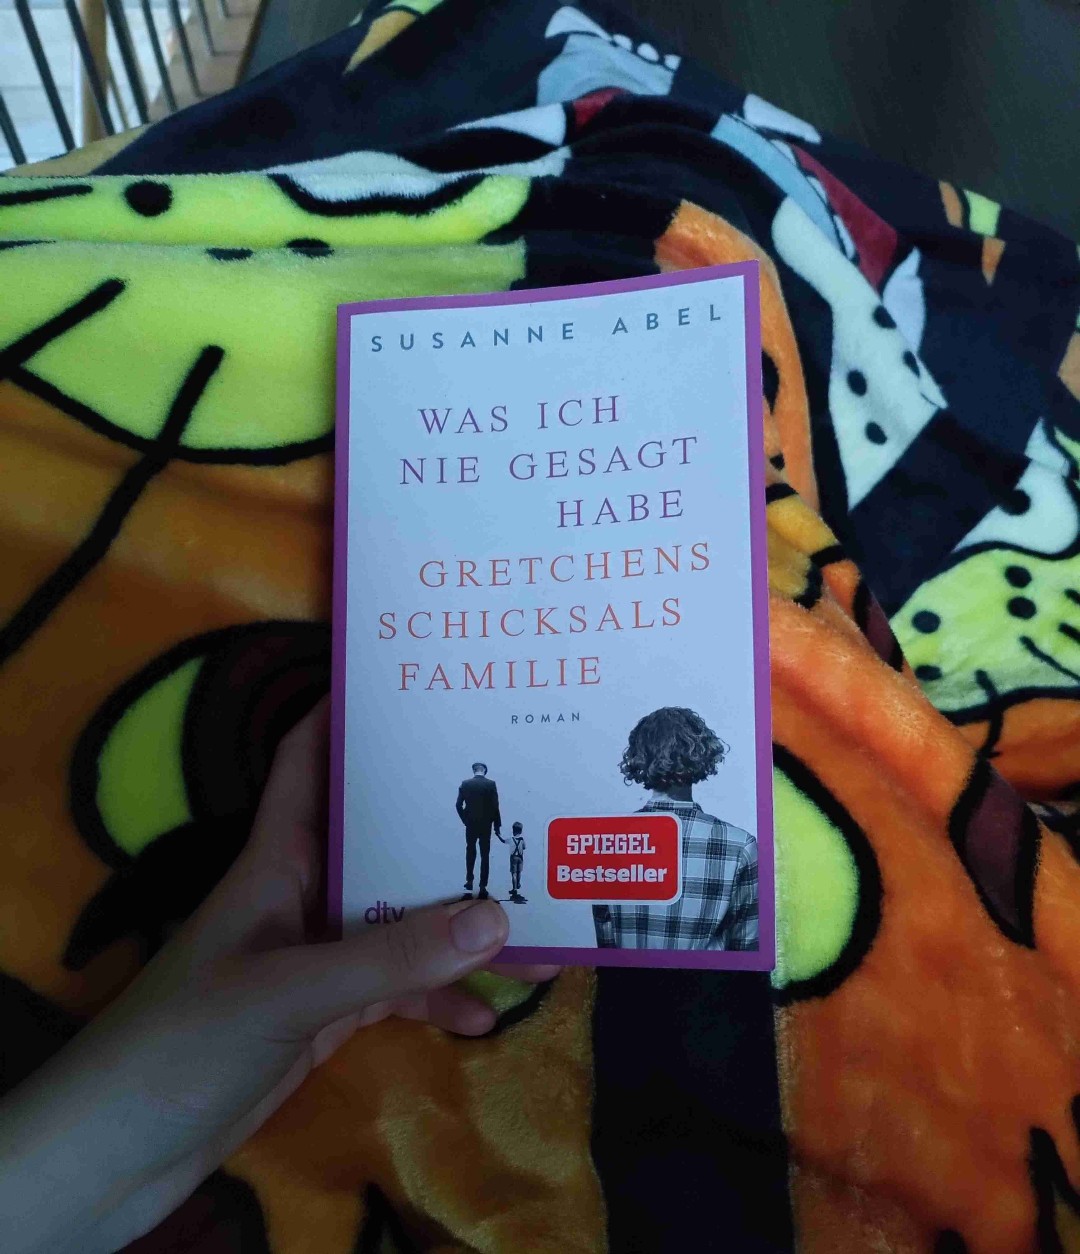 SUSANNE ABEL
WAS ICH
NIE GESAGT
HABE
GRETCHENS
SCHICKSALS
FAMILIE
ROMAN
SPIEGEL
Bestseller
dtv